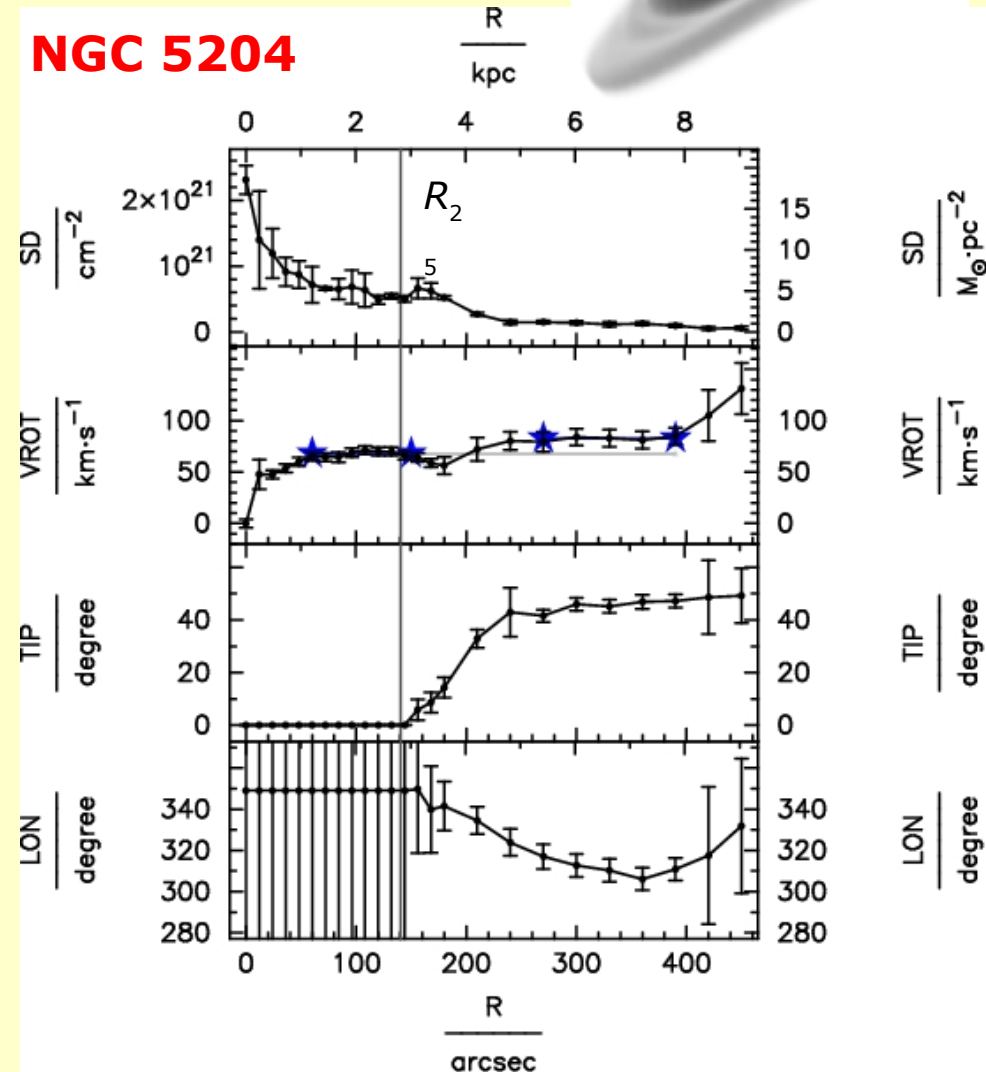 NGC 5204
R
kpc
0 2 4 6 8
R2
5
SD
cm−2
2×10²¹
10²¹
0
15
10
5
0
SD
M⊙·pc−2
VROT
km·s−1
100
50
0
100
50
0
VROT
km·s−1
TIP
degree
40
20
0
40
20
0
TIP
degree
LON
degree
340
320
300
280
340
320
300
280
LON
degree
0 100 200 300 400
R
arcsec